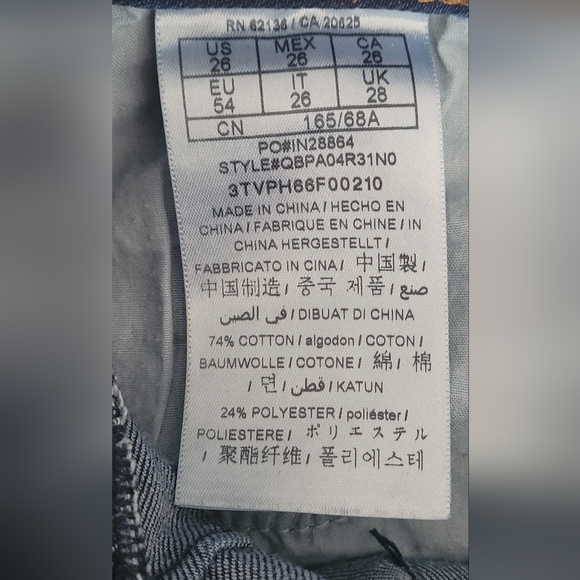 RN 62136 / CA 20625
US 26 MEX 26 CA 26
EU 54 IT 26 UK 28
CN 165/68A
PO#IN28864
STYLE#QBPA04R31N0
3TVPH66F00210
MADE IN CHINA / HECHO EN
CHINA / FABRIQUE EN CHINE / IN
CHINA HERGESTELLT /
FABBRICATO IN CINA / 中国製 /
中国制造 / 중국 제품 / صنع
في الصين / DIBUAT DI CHINA
74% COTTON / algodon / COTON /
BAUMWOLLE / COTONE / 綿 / 棉
/ 면 / قطن / KATUN
24% POLYESTER / poliéster /
POLIESTERE / ポリエステル
/ 聚酯纤维 / 폴리에스테